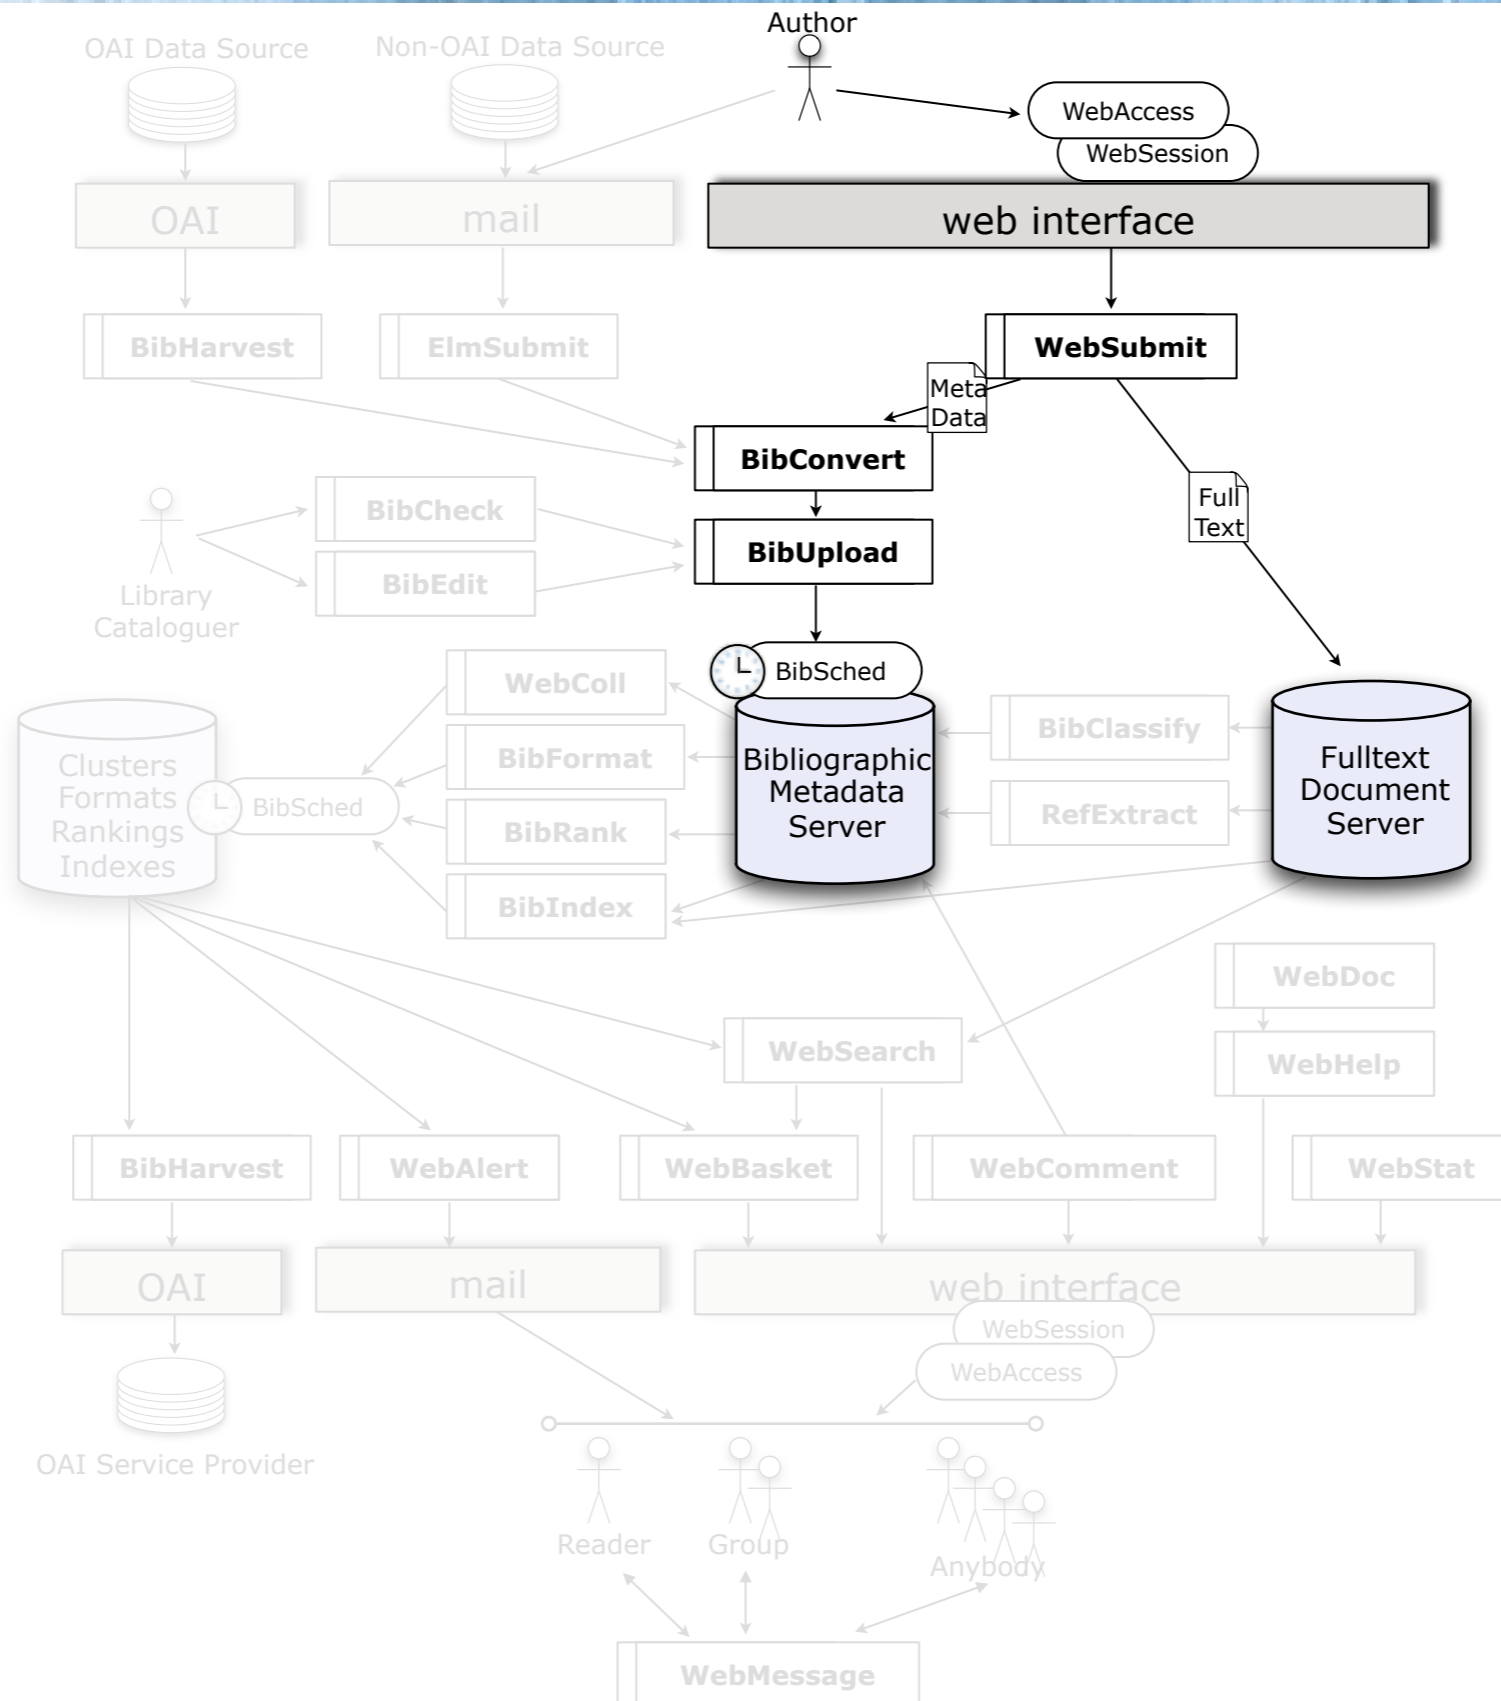 Author
OAI Data Source
Non-OAI Data Source
WebAccess
WebSession
OAI
mail
web interface
BibHarvest
ElmSubmit
WebSubmit
Meta
Data
BibConvert
Full
Text
BibCheck
BibUpload
BibEdit
Library
Cataloguer
BibSched
WebColl
BibClassify
BibFormat
Bibliographic
Metadata
Server
Fulltext
Document
Server
Clusters
Formats
Rankings
Indexes
BibSched
BibRank
RefExtract
BibIndex
WebDoc
WebSearch
WebHelp
BibHarvest
WebAlert
WebBasket
WebComment
WebStat
OAI
mail
web interface
WebSession
WebAccess
OAI Service Provider
Reader
Group
Anybody
WebMessage